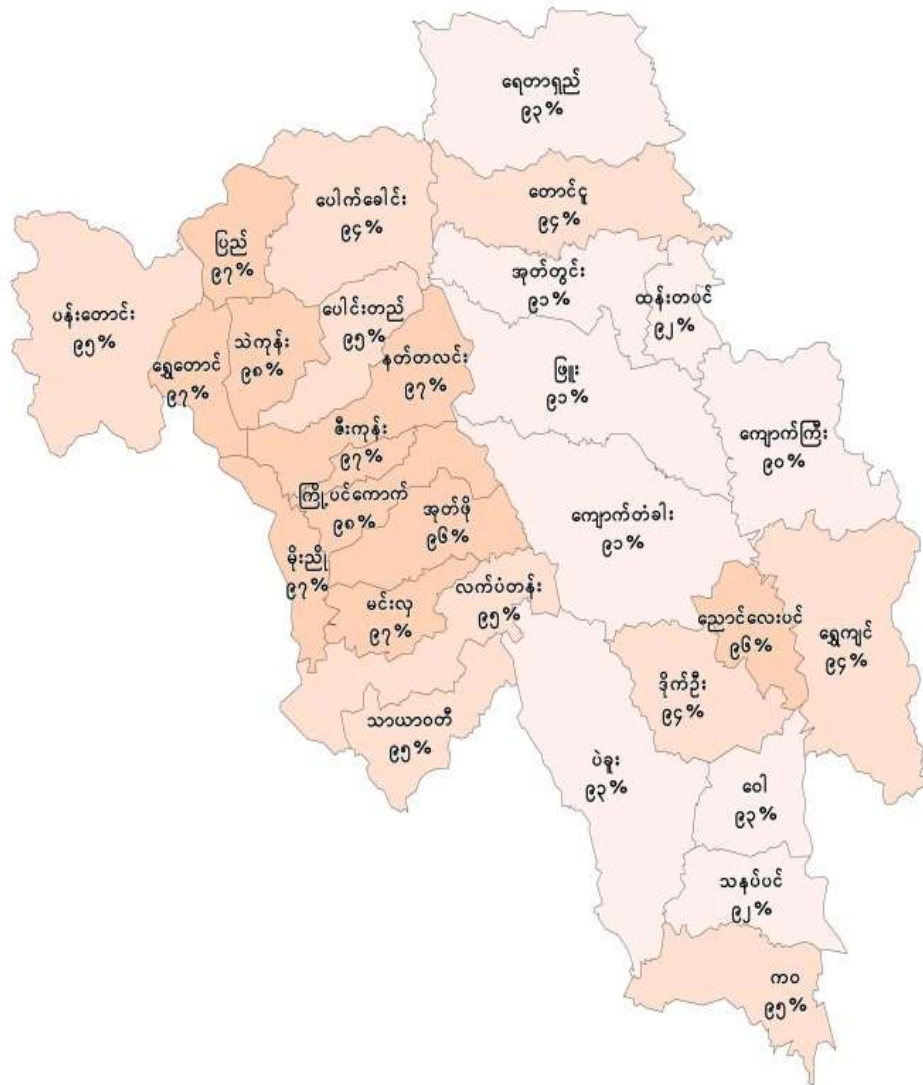 ရေတာရှည်
၉၃%
ပေါက်ခေါင်း
၉၄%
တောင်ငူ
၉၄%
ပြည်
၉၇%
အုတ်တွင်း
၉၁%
ထန်းတပင်
၉၂%
ပန်းတောင်း
၉၅%
ပေါင်းတည်
၉၅%
သဲကုန်း
၉၈%
ရွှေတောင်
၉၇%
နတ်တလင်း
၉၇%
ဖြူး
၉၁%
ကျောက်ကြီး
၉၀%
ဇီးကုန်း
၉၇%
ကြို့ပင်ကောက်
၉၈%
အုတ်ဖို
၉၆%
ကျောက်တံခါး
၉၁%
မိုးညို
၉၇%
မင်းလှ
၉၇%
လက်ပံတန်း
၉၅%
ညောင်လေးပင်
၉၆%
ရွှေကျင်
၉၄%
ဒိုက်ဦး
၉၄%
သာယာဝတီ
၉၅%
ပဲခူး
၉၃%
ဝေါ
၉၃%
သနပ်ပင်
၉၂%
ကဝ
၉၅%